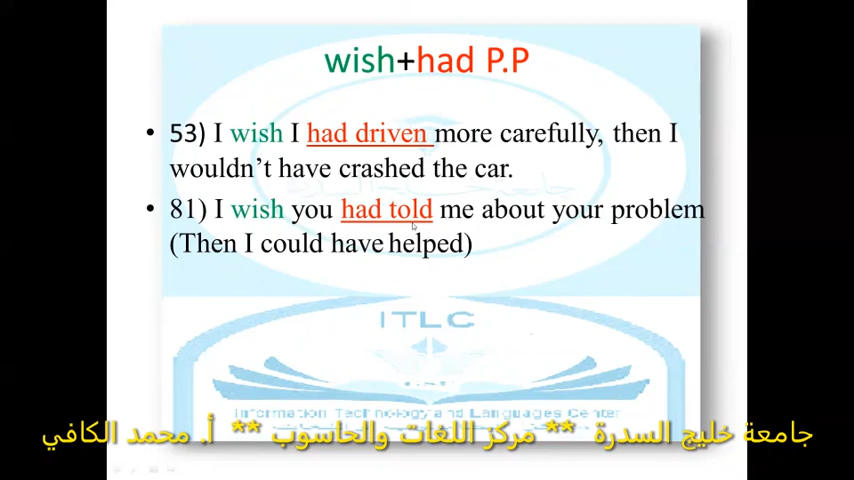 wish+had P.P
• 53) I wish I had driven more carefully, then I
wouldn't have crashed the car.
• 81) I wish you had told me about your problem
(Then I could have helped)
ITLC
Information Technology and Languages Center
جامعة خليج السدرة ** مركز اللغات والحاسوب ** أ. محمد الكافي